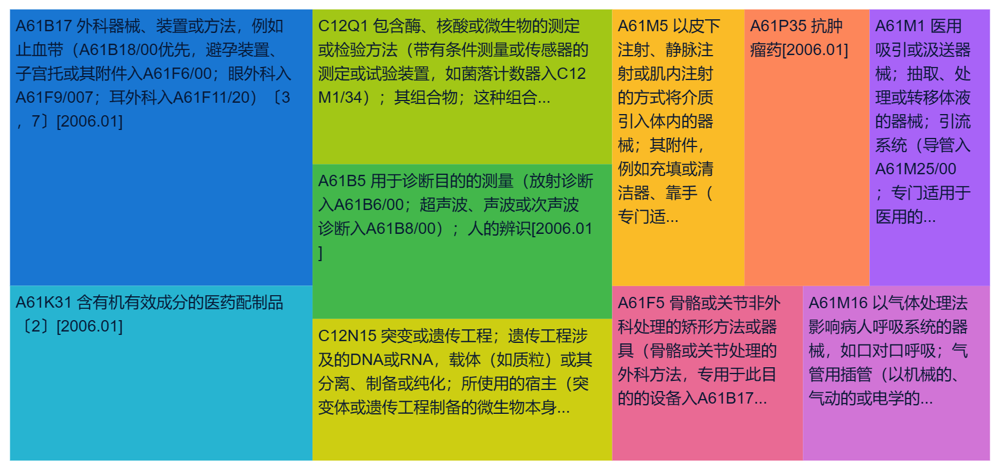 A61B17 外科器械、装置或方法，例如
止血带（A61B18/00优先，避孕装置、
子宫托或其附件入A61F6/00；眼外科入
A61F9/007；耳外科入A61F11/20）〔3
，7〕[2006.01]
A61K31 含有机有效成分的医药配制品
〔2〕[2006.01]
C12Q1 包含酶、核酸或微生物的测定
或检验方法（带有条件测量或传感器的
测定或试验装置，如菌落计数器入C12
M1/34）；其组合物；这种组合...
A61B5 用于诊断目的的测量（放射诊断
入A61B6/00；超声波、声波或次声波
诊断入A61B8/00）；人的辨识[2006.01
]
C12N15 突变或遗传工程；遗传工程涉
及的DNA或RNA，载体（如质粒）或其
分离、制备或纯化；所使用的宿主（突
变体或遗传工程制备的微生物本身...
A61M5 以皮下
注射、静脉注
射或肌内注射
的方式将介质
引入体内的器
械；其附件，
例如充填或清
洁器、靠手（
专门适...
A61P35 抗肿
瘤药[2006.01]
A61M1 医用
吸引或汲送器
械；抽取、处
理或转移体液
的器械；引流
系统（导管入
A61M25/00
；专门适用于
医用的...
A61F5 骨骼或关节非外
科处理的矫形方法或器
具（骨骼或关节处理的
外科方法，专用于此目
的的设备入A61B17...
A61M16 以气体处理法
影响病人呼吸系统的器
械，如口对口呼吸；气
管用插管（以机械的、
气动的或电学的...